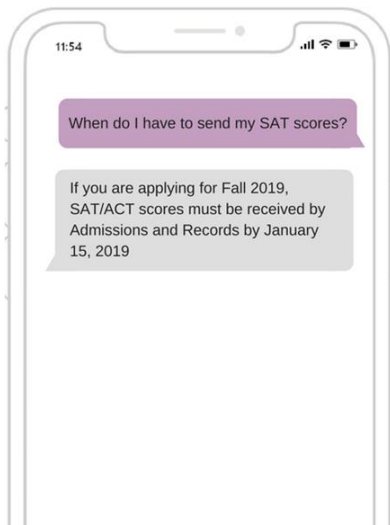 11:54
When do I have to send my SAT scores?
If you are applying for Fall 2019,
SAT/ACT scores must be received by
Admissions and Records by January
15, 2019